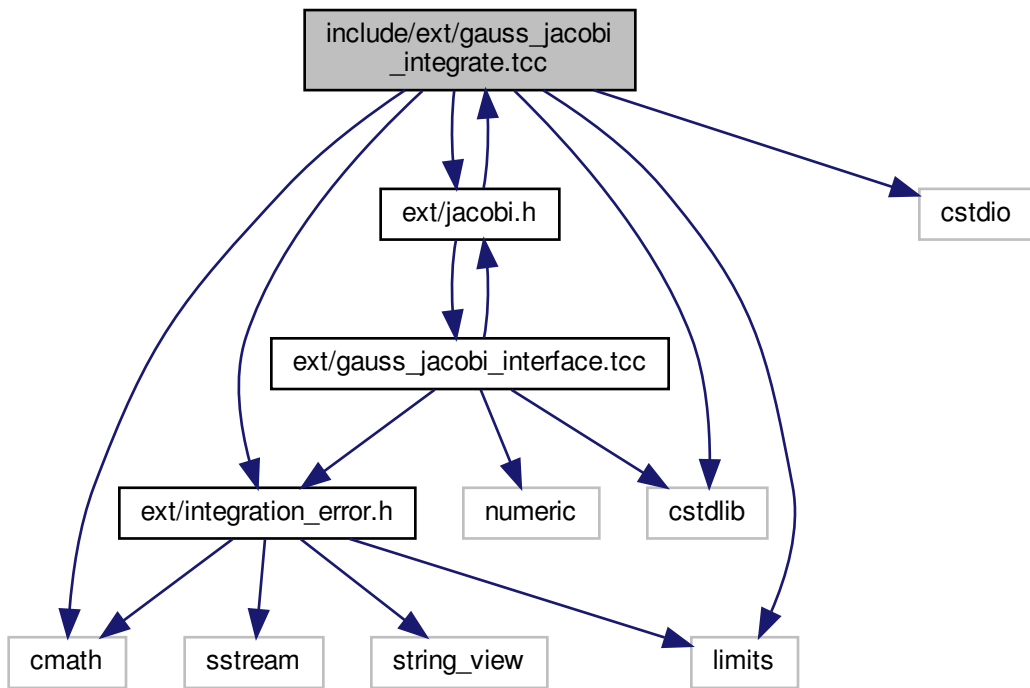 include/ext/gauss_jacobi
_integrate.tcc
ext/jacobi.h
cstdio
ext/gauss_jacobi_interface.tcc
ext/integration_error.h
numeric
cstdlib
cmath
sstream
string_view
limits